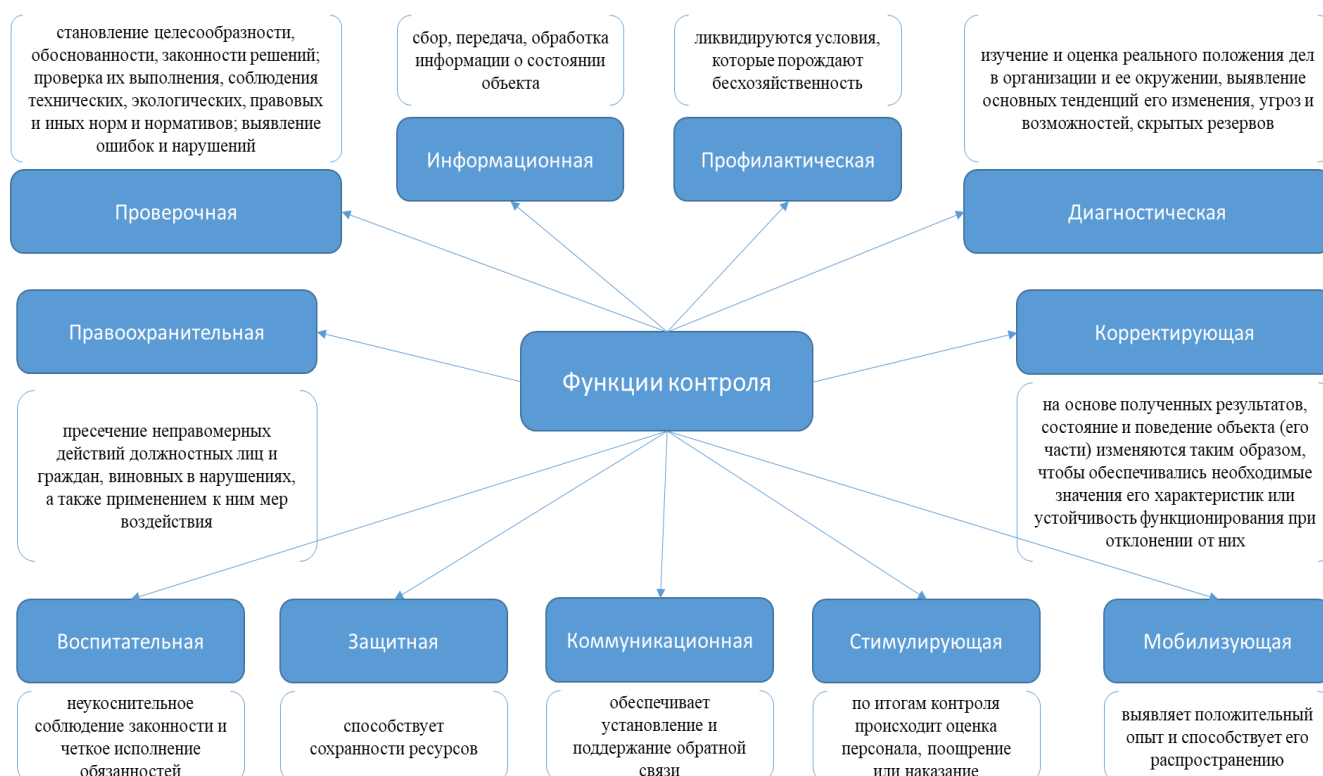 становление целесообразности,
обоснованности, законности решений;
проверка их выполнения, соблюдения
технических, экологических, правовых
и иных норм и нормативов; выявление
ошибок и нарушений
Проверочная
сбор, передача, обработка
информации о состоянии
объекта
Информационная
ликвидируются условия,
которые порождают
бесхозяйственность
Профилактическая
изучение и оценка реального положения дел
в организации и ее окружении, выявление
основных тенденций его изменения, угроз и
возможностей, скрытых резервов
Диагностическая
Правоохранительная
пресечение неправомерных
действий должностных лиц и
граждан, виновных в нарушениях,
а также применением к ним мер
воздействия
Функции контроля
Корректирующая
на основе полученных результатов,
состояние и поведение объекта (его
части) изменяются таким образом,
чтобы обеспечивались необходимые
значения его характеристик или
устойчивость функционирования при
отклонении от них
Воспитательная
неукоснительное
соблюдение законности и
четкое исполнение
обязанностей
Защитная
способствует
сохранности ресурсов
Коммуникационная
обеспечивает
установление и
поддержание обратной
связи
Стимулирующая
по итогам контроля
происходит оценка
персонала, поощрение
или наказание
Мобилизующая
выявляет положительный
опыт и способствует его
распространению